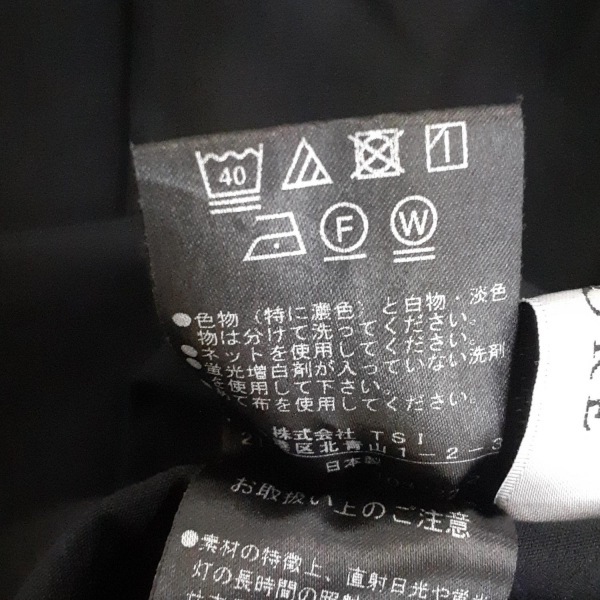 40
F W
●色物(特に濃色)と白物・淡色
物は分けて洗ってください。
●ネットを使用してください。
●蛍光増白剤が入っていない洗剤
を使用して下さい。
て布を使用してください。
株式会社 TSI
区北青山1-2-3
日本製
お取扱い上のご注意
●素材の特徴上、直射日光や蛍光
灯の長時間の照射